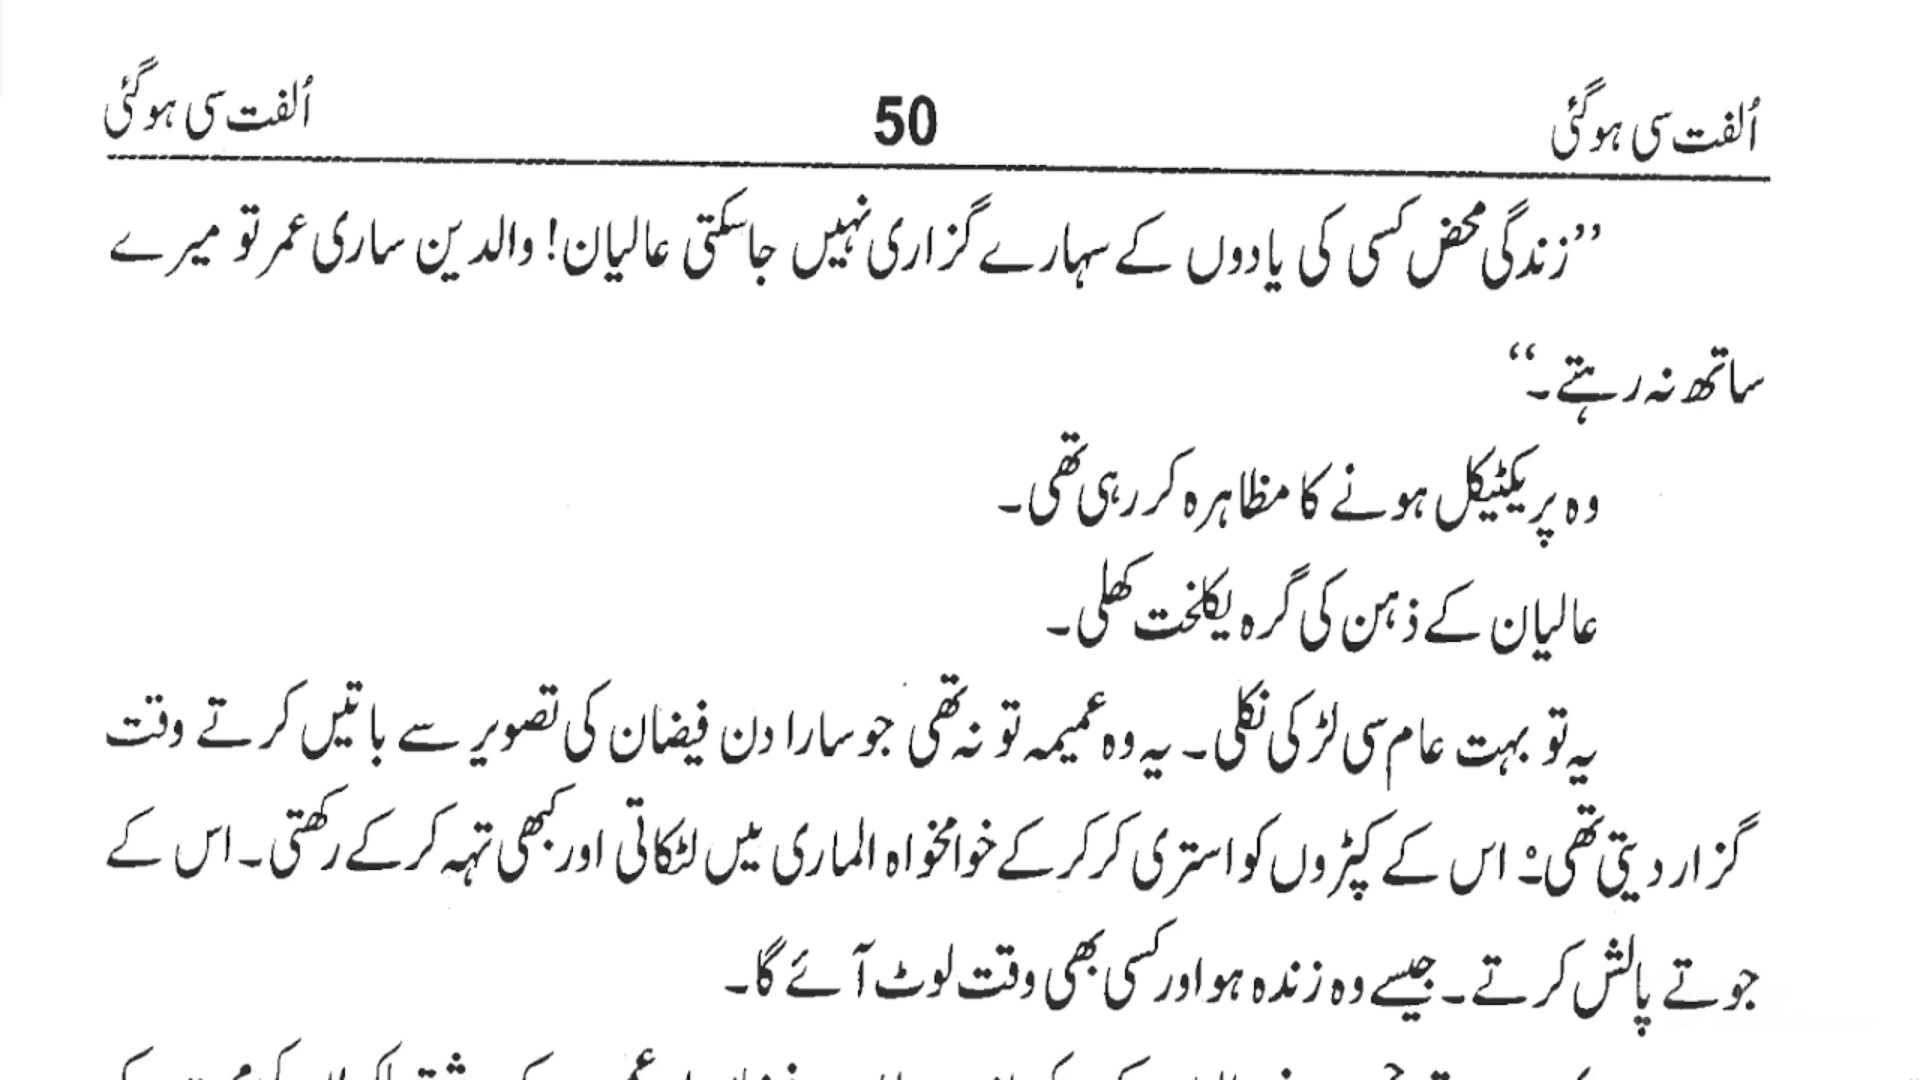 اُلفت سی ہوگئی 50 اُلفت سی ہوگئی
’’زندگی محض کسی کی یادوں کے سہارے گزاری نہیں جاسکتی عالیان! والدین ساری عمر تو میرے
ساتھ نہ رہتے۔‘‘
وہ پریکٹیکل ہونے کا مظاہرہ کر رہی تھی۔
عالیان کے ذہن کی گرہ یکلخت کھلی۔
یہ تو بہت عام سی لڑکی نکلی۔ یہ وہ عمیمہ تو نہ تھی جو سارا دن فیضان کی تصویر سے باتیں کرتے وقت
گزار دیتی تھی۔ اس کے کپڑوں کو استری کر کر کے خوامخواہ الماری میں لٹکاتی اور کبھی تہہ کر کے رکھتی۔ اس کے
جوتے پالش کرتے۔ جیسے وہ زندہ ہو اور کسی بھی وقت لوٹ آئے گا۔